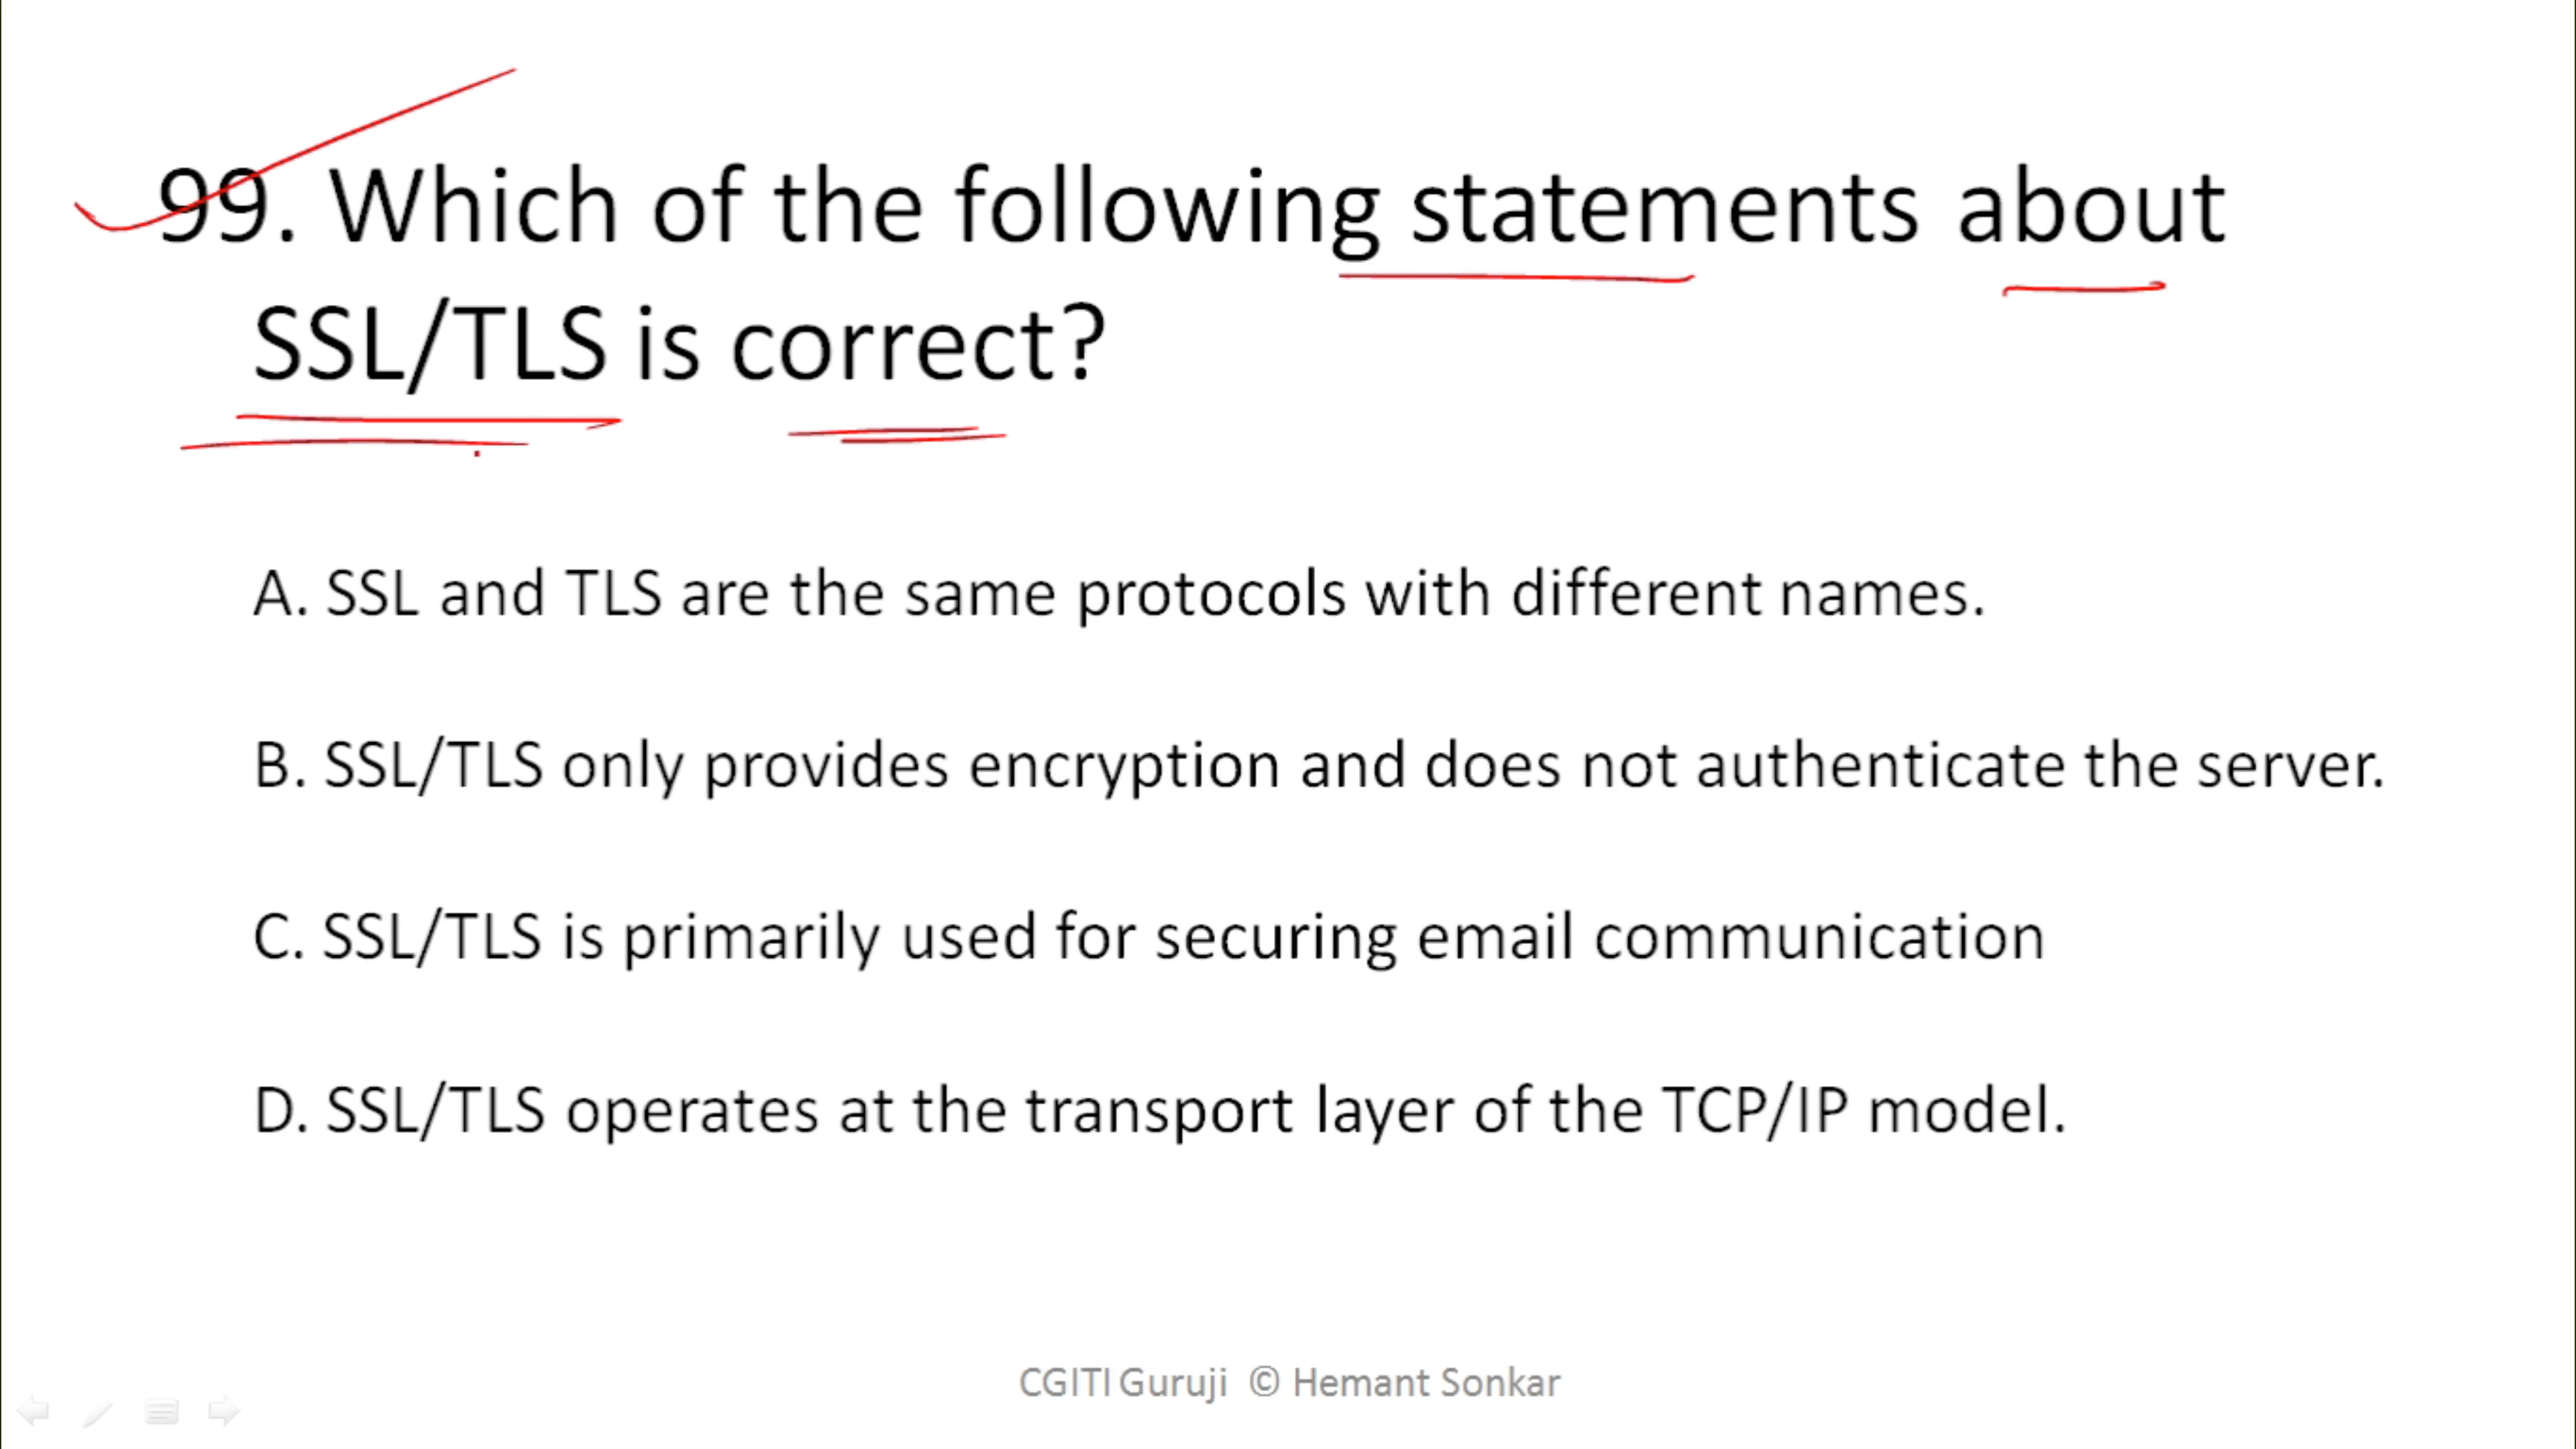 99. Which of the following statements about
SSL/TLS is correct?
A. SSL and TLS are the same protocols with different names.
B. SSL/TLS only provides encryption and does not authenticate the server.
C. SSL/TLS is primarily used for securing email communication
D. SSL/TLS operates at the transport layer of the TCP/IP model.
CGITI Guruji © Hemant Sonkar